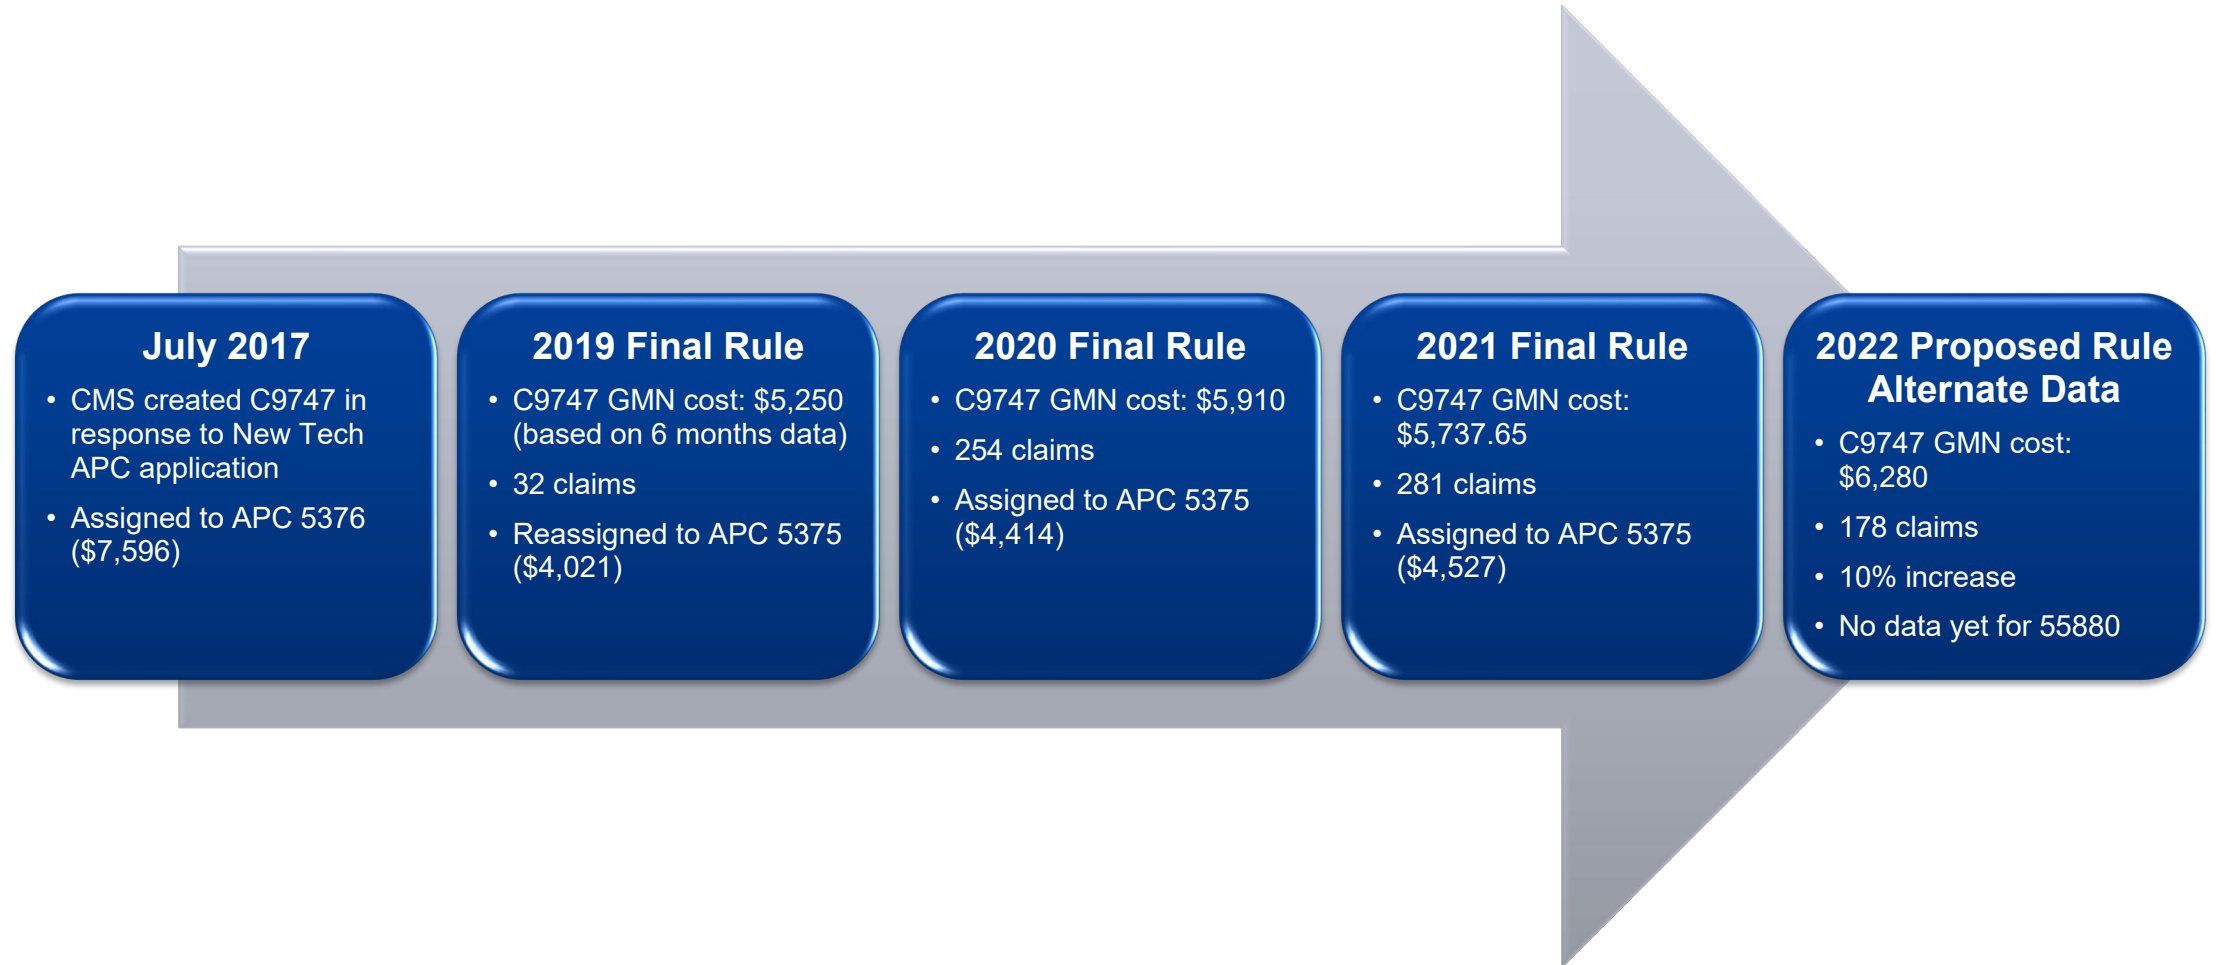 July 2017
• CMS created C9747 in
response to New Tech
APC application
• Assigned to APC 5376
($7,596)
2019 Final Rule
• C9747 GMN cost: $5,250
(based on 6 months data)
• 32 claims
• Reassigned to APC 5375
($4,021)
2020 Final Rule
• C9747 GMN cost: $5,910
• 254 claims
• Assigned to APC 5375
($4,414)
2021 Final Rule
• C9747 GMN cost:
$5,737.65
• 281 claims
• Assigned to APC 5375
($4,527)
2022 Proposed Rule
Alternate Data
• C9747 GMN cost:
$6,280
• 178 claims
• 10% increase
• No data yet for 55880